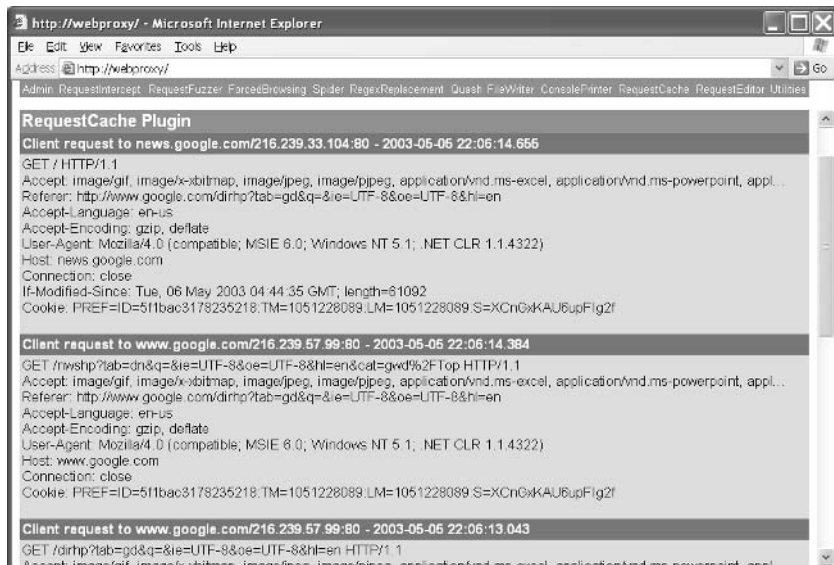 http://webproxy/ - Microsoft Internet Explorer
File Edit View Favorites Tools Help
Address http://webproxy/ Go
Admin RequestIntercept RequestFuzzer ForcedBrowsing Spider RegexReplacement Quash FileWriter ConsolePrinter RequestCache RequestEditor Utilities
RequestCache Plugin
Client request to news.google.com/216.239.33.104:80 - 2003-05-05 22:06:14.655
GET / HTTP/1.1
Accept: image/gif, image/x-xbitmap, image/jpeg, image/pjpeg, application/vnd.ms-excel, application/vnd.ms-powerpoint, appl...
Referer: http://www.google.com/dirhp?tab=gd&q=&ie=UTF-8&oe=UTF-8&hl=en
Accept-Language: en-us
Accept-Encoding: gzip, deflate
User-Agent: Mozilla/4.0 (compatible; MSIE 6.0; Windows NT 5.1; .NET CLR 1.1.4322)
Host: news.google.com
Connection: close
If-Modified-Since: Tue, 06 May 2003 04:44:35 GMT; length=61092
Cookie: PREF=ID=5f1bac3178235218:TM=1051228089:LM=1051228089:S=XCnGxKAU6upFIg2f
Client request to www.google.com/216.239.57.99:80 - 2003-05-05 22:06:14.384
GET /nwshp?tab=dn&q=&ie=UTF-8&oe=UTF-8&hl=en&cat=gwd%2FTop HTTP/1.1
Accept: image/gif, image/x-xbitmap, image/jpeg, image/pjpeg, application/vnd.ms-excel, application/vnd.ms-powerpoint, appl...
Referer: http://www.google.com/dirhp?tab=gd&q=&ie=UTF-8&oe=UTF-8&hl=en
Accept-Language: en-us
Accept-Encoding: gzip, deflate
User-Agent: Mozilla/4.0 (compatible; MSIE 6.0; Windows NT 5.1; .NET CLR 1.1.4322)
Host: www.google.com
Connection: close
Cookie: PREF=ID=5f1bac3178235218:TM=1051228089:LM=1051228089:S=XCnGxKAU6upFIg2f
Client request to www.google.com/216.239.57.99:80 - 2003-05-05 22:06:13.043
GET /dirhp?tab=gd&q=&ie=UTF-8&oe=UTF-8&hl=en HTTP/1.1